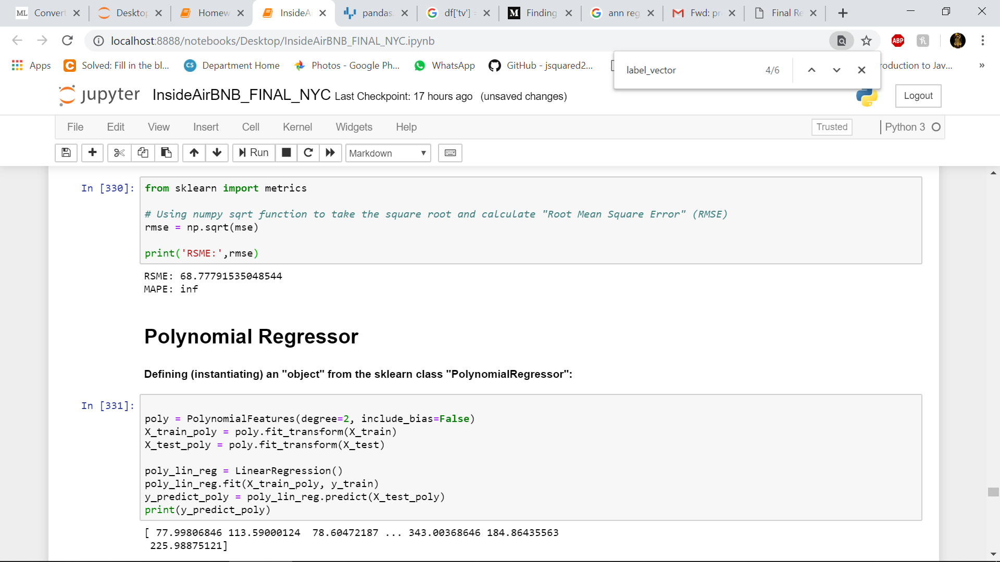 ML Convert
Desktop
Homew
InsideAi
pandas.
df['tv'] =
M Finding
ann reg
Fwd: pr
Final Re
localhost:8888/notebooks/Desktop/InsideAirBNB_FINAL_NYC.ipynb
ABP
Apps
Solved: Fill in the bl...
CS Department Home
Photos - Google Ph...
WhatsApp
GitHub - jsquared2...
roduction to Jav...
»
label_vector 4/6
jupyter InsideAirBNB_FINAL_NYC Last Checkpoint: 17 hours ago (unsaved changes)
Logout
File Edit View Insert Cell Kernel Widgets Help
Trusted
Python 3
Run
Markdown
In [330]:
from sklearn import metrics
# Using numpy sqrt function to take the square root and calculate "Root Mean Square Error" (RMSE)
rmse = np.sqrt(mse)
print('RSME:',rmse)
RSME: 68.77791535048544
MAPE: inf
Polynomial Regressor
Defining (instantiating) an "object" from the sklearn class "PolynomialRegressor":
In [331]:
poly = PolynomialFeatures(degree=2, include_bias=False)
X_train_poly = poly.fit_transform(X_train)
X_test_poly = poly.fit_transform(X_test)
poly_lin_reg = LinearRegression()
poly_lin_reg.fit(X_train_poly, y_train)
y_predict_poly = poly_lin_reg.predict(X_test_poly)
print(y_predict_poly)
[ 77.99806846 113.59000124  78.60472187 ... 343.00368646 184.86435563
 225.98875121]